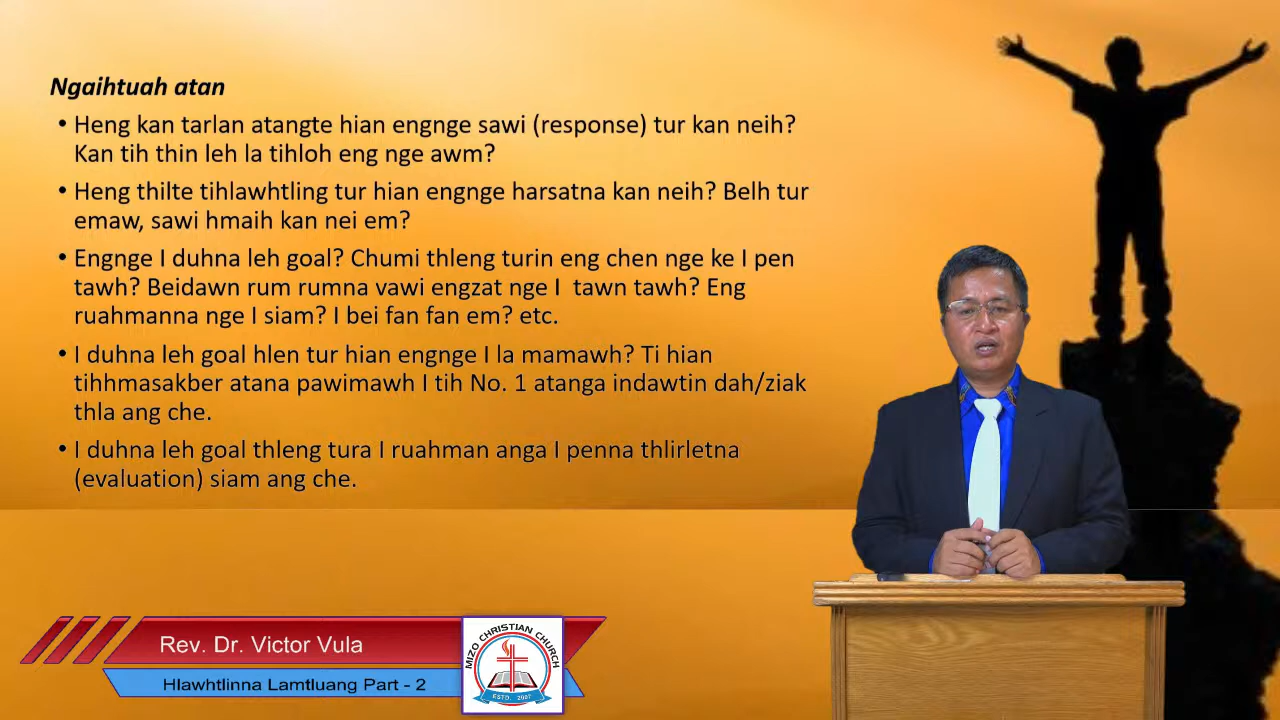 Ngaihtuah atan
• Heng kan tarlan atangte hian engnge sawi (response) tur kan neih?
Kan tih thin leh la tihloh eng nge awm?
• Heng thilte tihlawhtling tur hian engnge harsatna kan neih? Belh tur
emaw, sawi hmaih kan nei em?
• Engnge I duhna leh goal? Chumi thleng turin eng chen nge ke I pen
tawh? Beidawn rum rumna vawi engzat nge I tawn tawh? Eng
ruahmanna nge I siam? I bei fan fan em? etc.
• I duhna leh goal hlen tur hian engnge I la mamawh? Ti hian
tihhmasakber atana pawimawh I tih No. 1 atanga indawtin dah/ziak
thla ang che.
• I duhna leh goal thleng tura I ruahman anga I penna thlirletna
(evaluation) siam ang che.
Rev. Dr. Victor Vula
Hlawhtlinna Lamtluang Part - 2
MIZO CHRISTIAN CHURCH
ESTD. 2007